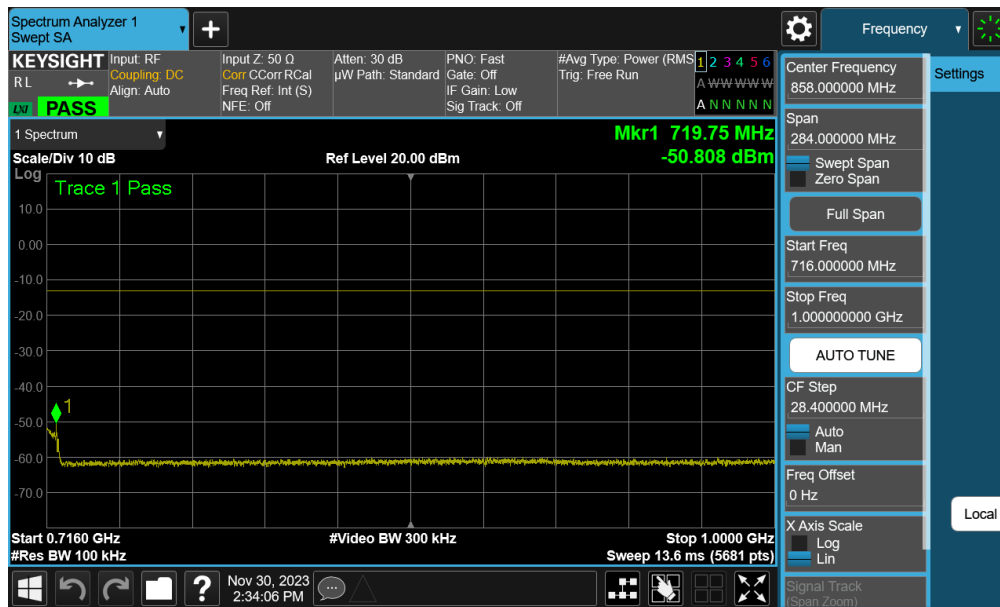 Spectrum Analyzer 1
Swept SA
+
Frequency
KEYSIGHT
RL
LXI PASS
Input: RF
Coupling: DC
Align: Auto
Input Z: 50 Ω
Corr CCorr RCal
Freq Ref: Int (S)
NFE: Off
Atten: 30 dB
µW Path: Standard
PNO: Fast
Gate: Off
IF Gain: Low
Sig Track: Off
#Avg Type: Power (RMS
Trig: Free Run
1 2 3 4 5 6
A W W W W W
A N N N N N
1 Spectrum
Mkr1 719.75 MHz
-50.808 dBm
Scale/Div 10 dB
Ref Level 20.00 dBm
Log
Trace 1 Pass
10.0
0.00
-10.0
-20.0
-30.0
-40.0
1
-50.0
-60.0
-70.0
Start 0.7160 GHz
#Video BW 300 kHz
Stop 1.0000 GHz
#Res BW 100 kHz
Sweep 13.6 ms (5681 pts)
?
Nov 30, 2023
2:34:06 PM
Center Frequency
858.000000 MHz
Span
284.000000 MHz
Swept Span
Zero Span
Full Span
Start Freq
716.000000 MHz
Stop Freq
1.000000000 GHz
AUTO TUNE
CF Step
28.400000 MHz
Auto
Man
Freq Offset
0 Hz
X Axis Scale
Log
Lin
Signal Track
(Span Zoom)
Settings
Local